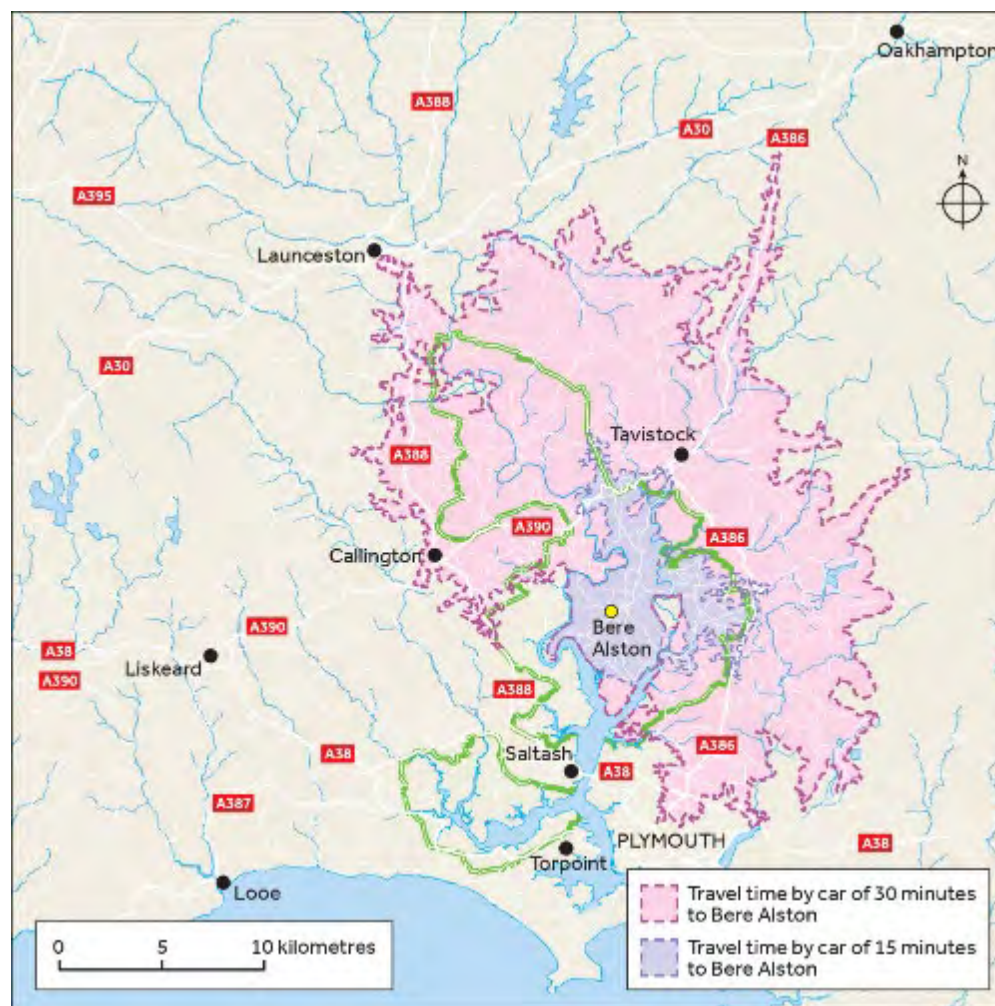 Oakhampton
A388
A30
A386
N
A395
Launceston
A30
Tavistock
A388
A390
A386
Callington
Bere
Alston
A390
A38
Liskeard
A390
A388
Saltash
A38
A386
A38
A387
PLYMOUTH
A38
Torpoint
Looe
Travel time by car of 30 minutes
to Bere Alston
Travel time by car of 15 minutes
to Bere Alston
0 5 10 kilometres